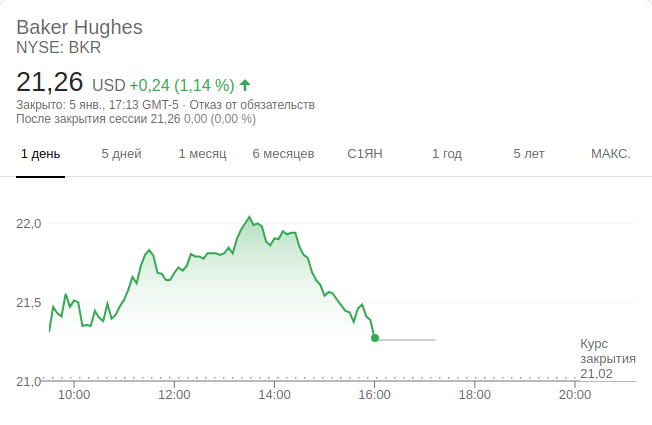 Baker Hughes
NYSE: BKR
21,26 USD +0,24 (1,14 %)
Закрыто: 5 янв., 17:13 GMT-5 · Отказ от обязательств
После закрытия сессии 21,26 0,00 (0,00 %)
1 день 5 дней 1 месяц 6 месяцев С1ЯН 1 год 5 лет МАКС.
22,0
21,5
Курс
закрытия
21,02
21,0
10:00 12:00 14:00 16:00 18:00 20:00